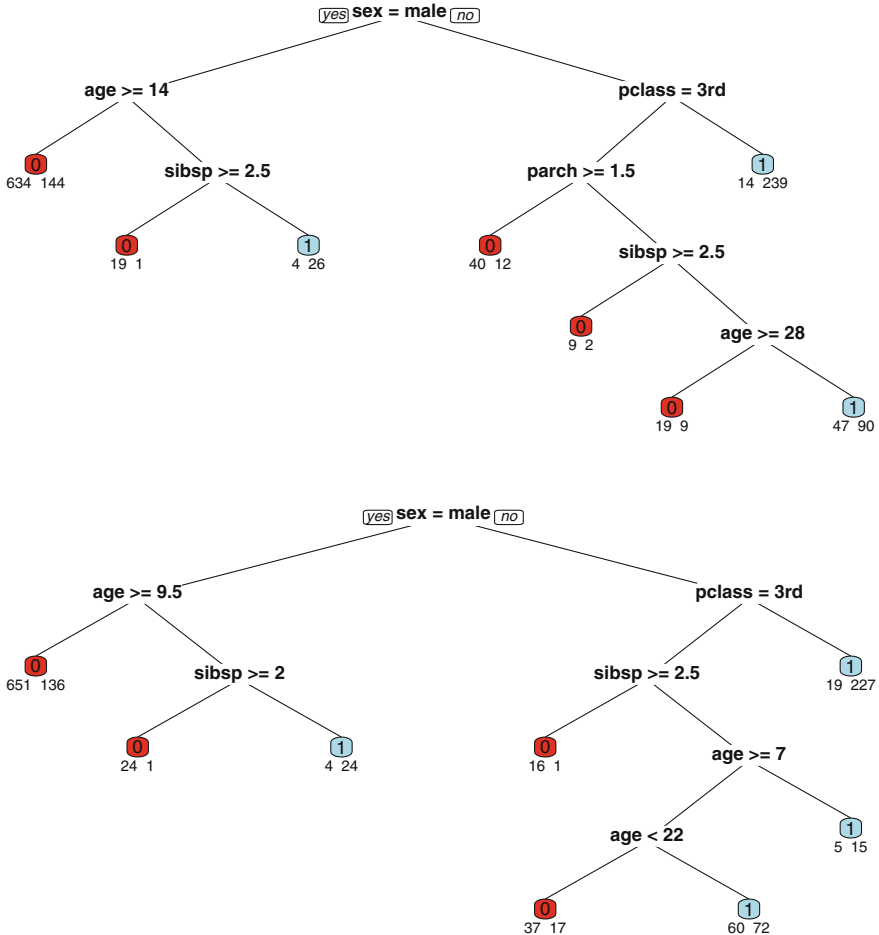 yes sex = male no
age >= 14 pclass = 3rd
0 sibsp >= 2.5 parch >= 1.5 1
634 144 14 239
0 1 0 sibsp >= 2.5
19 1 4 26 40 12
0 age >= 28
9 2
0 1
19 9 47 90
yes sex = male no
age >= 9.5 pclass = 3rd
0 sibsp >= 2 sibsp >= 2.5 1
651 136 19 227
0 1 0 age >= 7
24 1 4 24 16 1
age < 22 1
5 15
0 1
37 17 60 72